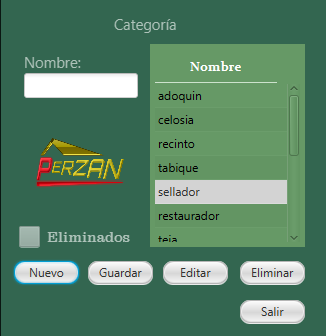 Categoría
Nombre:
Nombre
adoquin
celosia
recinto
tabique
sellador
restaurador
teja
PERZAN
Eliminados
Nuevo Guardar Editar Eliminar
Salir